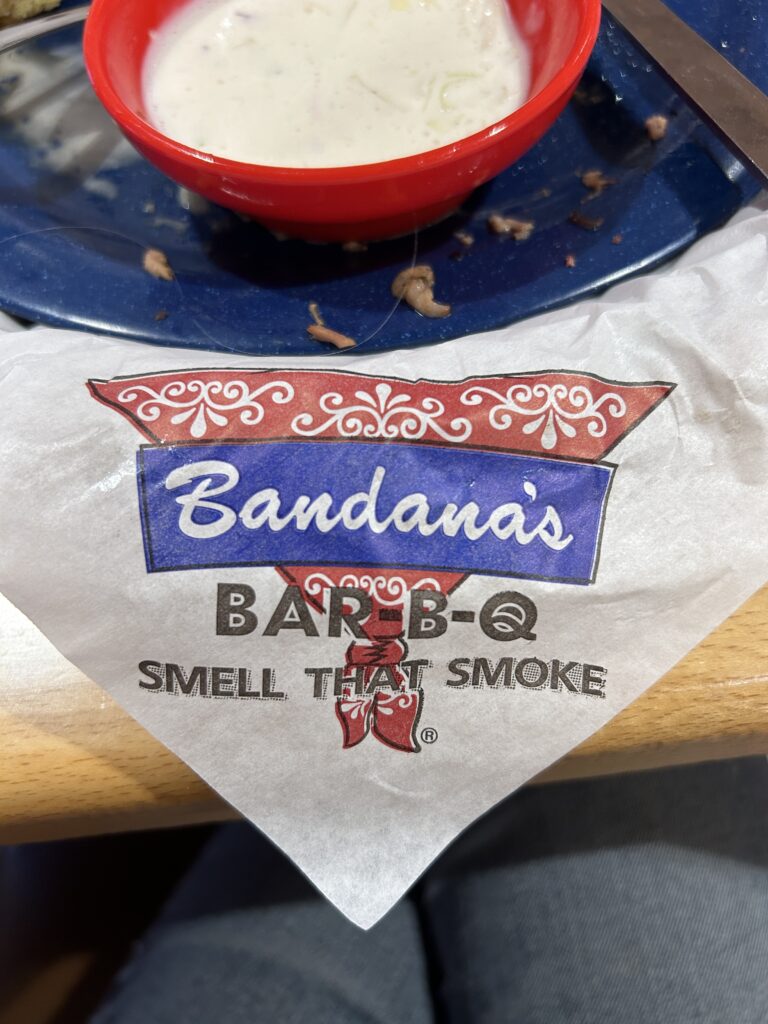 Bandana's
BAR-B-Q
SMELL THAT SMOKE
®